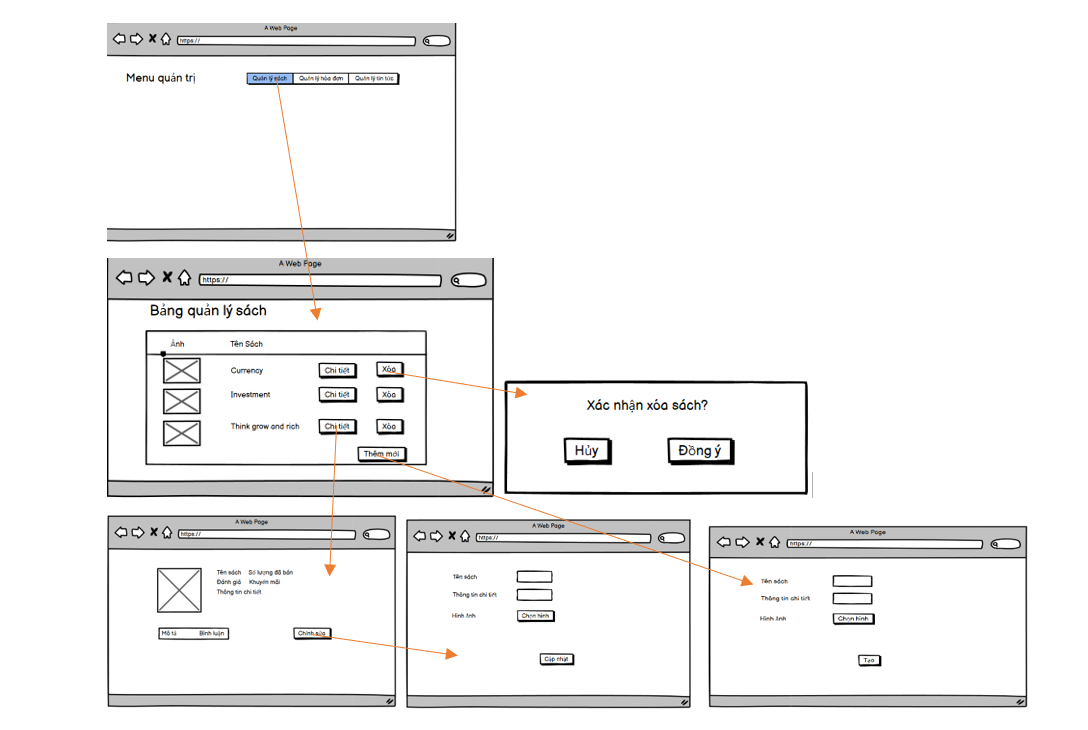 A Web Page
https://
Menu quản trị
Quản lý sách Quản lý hóa đơn Quản lý tin tức
A Web Page
https://
Bảng quản lý sách
Ảnh Tên Sách
Currency Chi tiết Xóa
Investment Chi tiết Xóa
Think grow and rich Chi tiết Xóa
Thêm mới
Xác nhận xóa sách?
Hủy Đồng ý
A Web Page
https://
Tên sách Số lượng đã bán
Đánh giá Khuyến mãi
Thông tin chi tiết
Mô tả Bình luận Chỉnh sửa
A Web Page
https://
Tên sách
Thông tin chi tiết
Hình ảnh Chọn hình
Cập nhật
A Web Page
https://
Tên sách
Thông tin chi tiết
Hình ảnh Chọn hình
Tạo